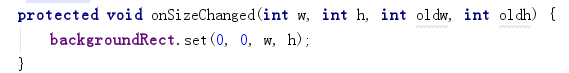 protected void onSizeChanged(int w, int h, int oldw, int oldh) {
    backgroundRect.set(0, 0, w, h);
}